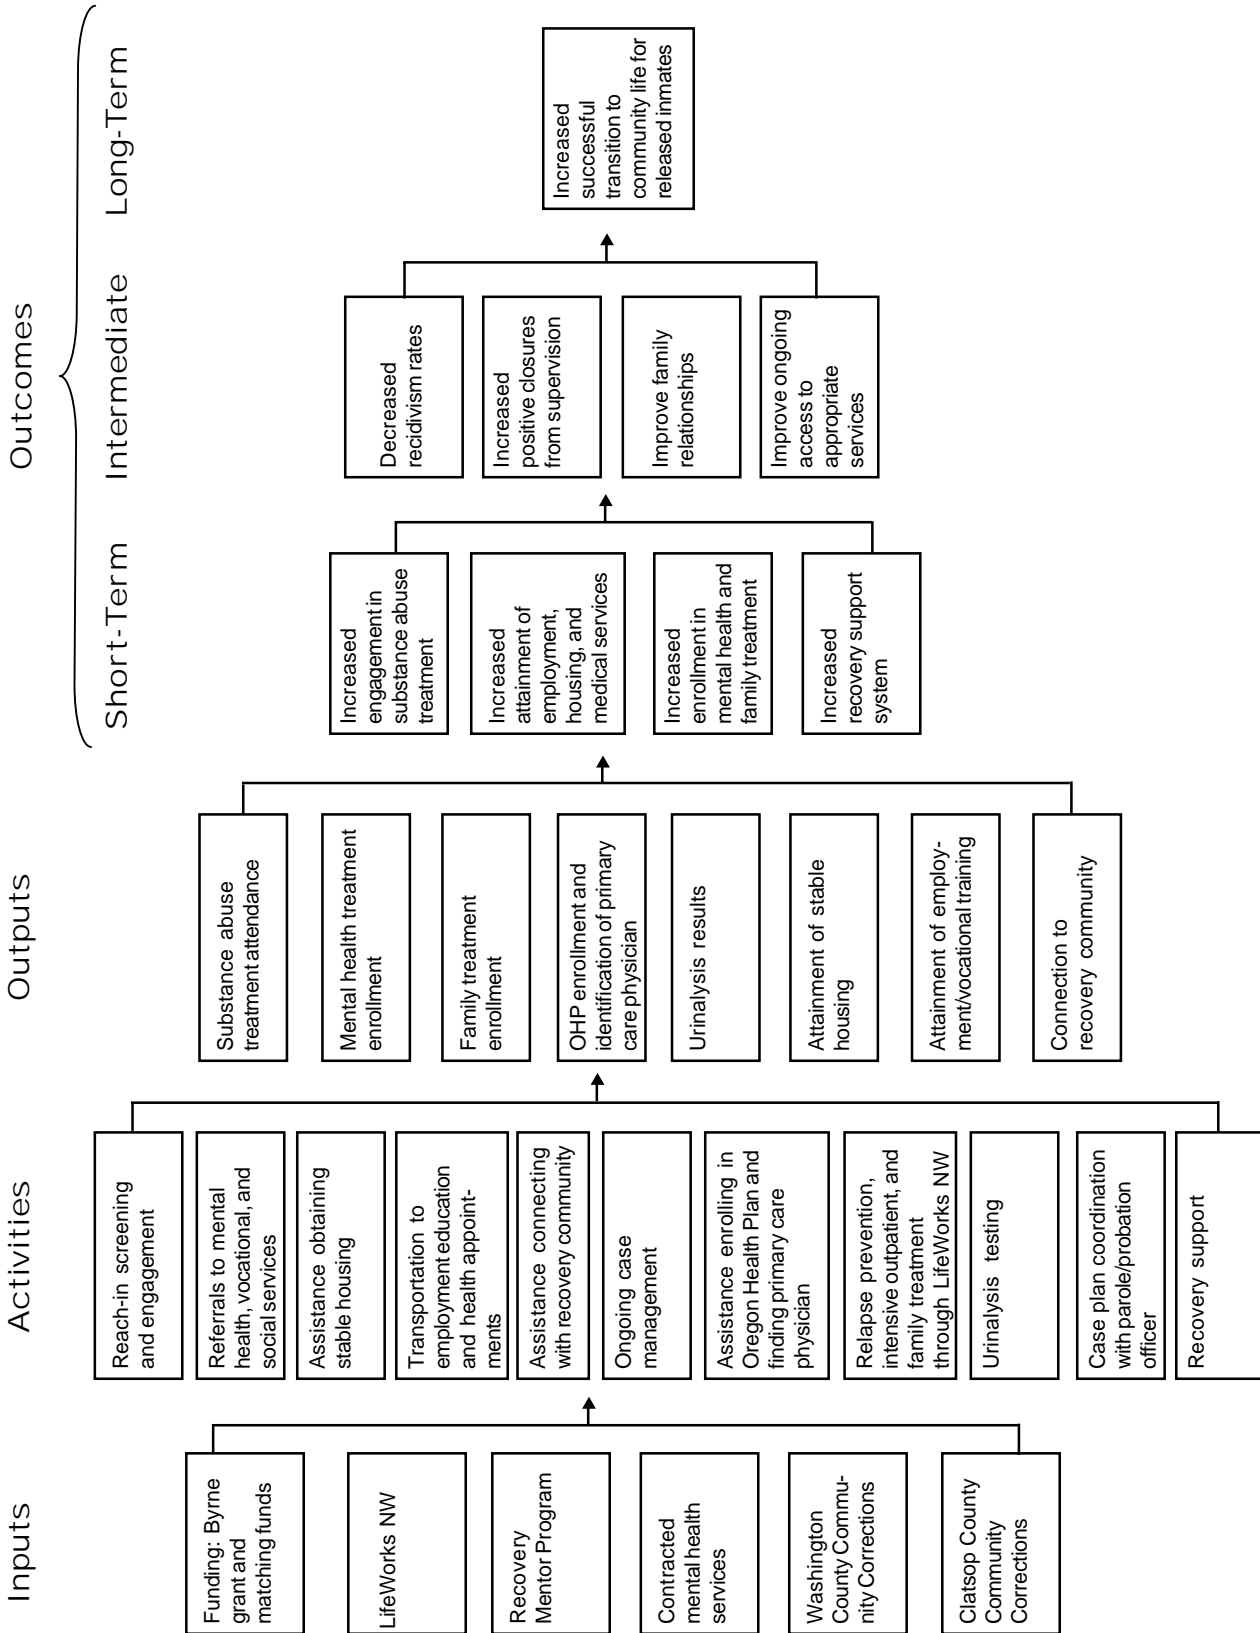 Inputs
Funding: Byrne
grant and
matching funds
LifeWorks NW
Recovery
Mentor Program
Contracted
mental health
services
Washington
County Commu-
nity Corrections
Clatsop County
Community
Corrections
Activities
Reach-in screening
and engagement
Referrals to mental
health, vocational, and
social services
Assistance obtaining
stable housing
Transportation to
employment education
and health appoint-
ments
Assistance connecting
with recovery community
Ongoing case
management
Assistance enrolling in
Oregon Health Plan and
finding primary care
physician
Relapse prevention,
intensive outpatient, and
family treatment
through LifeWorks NW
Urinalysis testing
Case plan coordination
with parole/probation
officer
Recovery support
Outputs
Substance abuse
treatment attendance
Mental health treatment
enrollment
Family treatment
enrollment
OHP enrollment and
identification of primary
care physician
Urinalysis results
Attainment of stable
housing
Attainment of employ-
ment/vocational training
Connection to
recovery community
Outcomes
Short-Term
Increased
engagement in
substance abuse
treatment
Increased
attainment of
employment,
housing, and
medical services
Increased
enrollment in
mental health and
family treatment
Increased
recovery support
system
Intermediate
Decreased
recidivism rates
Increased
positive closures
from supervision
Improve family
relationships
Improve ongoing
access to
appropriate
services
Long-Term
Increased
successful
transition to
community life for
released inmates